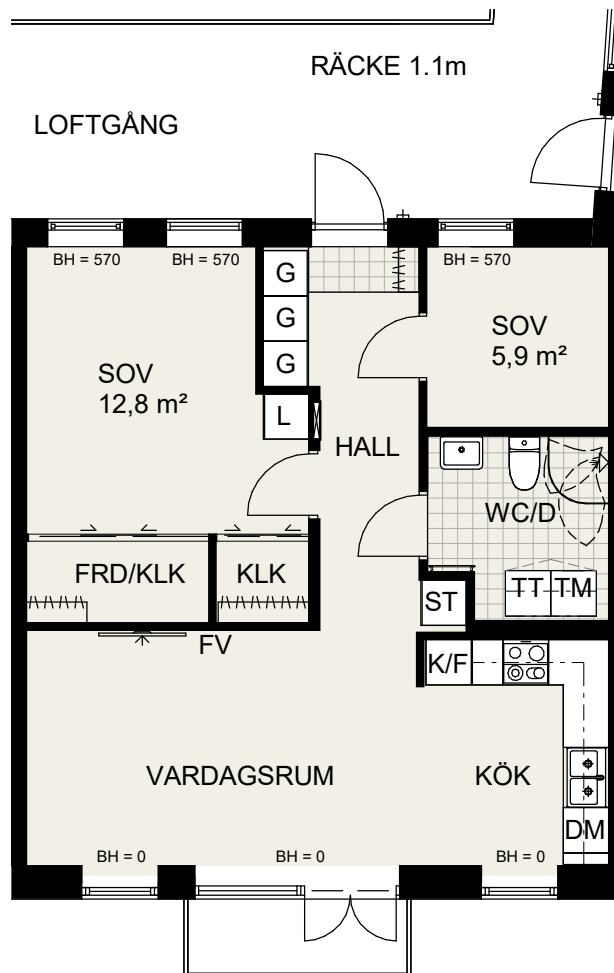 RÄCKE 1.1m
LOFTGÅNG
BH = 570
BH = 570
BH = 570
G
G
G
L
SOV
12,8 m²
SOV
5,9 m²
HALL
WC/D
FRD/KLK
KLK
TT
TM
ST
FV
K/F
VARDAGSRUM
KÖK
DM
BH = 0
BH = 0
BH = 0